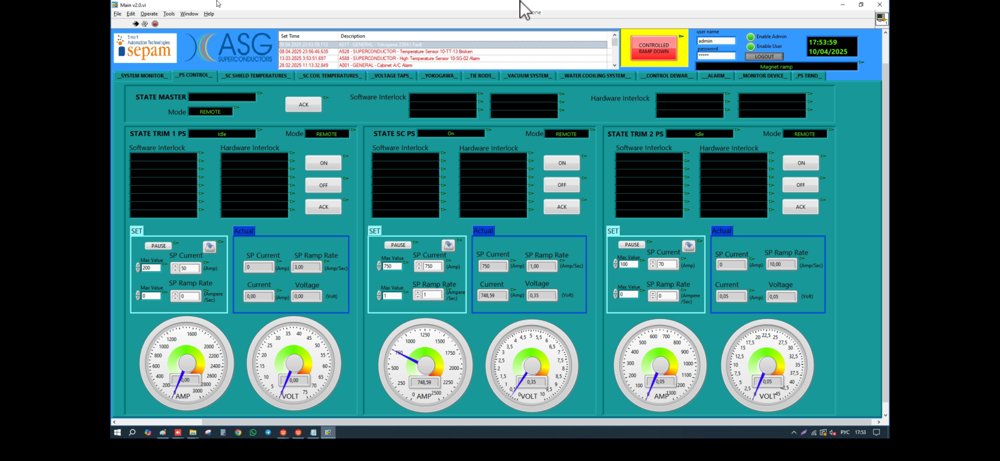 Main v2.0.vi
File Edit Operate Tools Window Help
one
Smart
Automation Technologies
sepam
ASG
SUPERCONDUCTORS
Set Time Description
09.04.2025 23:53:29,112 A017 - GENERAL - Yokogawa 235A1 Fault
08.04.2025 23:56:46,635 A528 - SUPERCONDUCTOR - Temperature Sensor 10-TT-13 Broken
13.03.2025 3:53:51,697 A588 - SUPERCONDUCTOR - High Temperature Sensor 10-SG-02 Alarm
28.02.2025 11:13:32,849 A001 - GENERAL - Cabinet A/C Alarm
CONTROLLED
RAMP DOWN
user name
admin
password
*****
Enable Admin
Enable User
LOGOUT
17:53:59
10/04/2025
Magnet ramp
_SYSTEM MONITOR_ _PS CONTROL_ _SC SHIELD TEMPERATURES_ _SC COIL TEMPERATURES_ _VOLTAGE TAPS_ _YOKOGAWA_ _TIE RODS_ _VACUUM SYSTEM_ _WATER COOILING SYSTEM_ _CONTROL DEWAR_ _ALARM_ _MONITOR DEVICE_ _PS TRND_
STATE MASTER
Mode REMOTE
ACK
Software Interlock
Hardware Interlock
STATE TRIM 1 PS Idle Mode REMOTE
Software Interlock Hardware Interlock
ON
OFF
ACK
SET
PAUSE
Max Value SP Current
200 50 (Amp)
Max Value SP Ramp Rate
0 0 (Ampere
/Sec)
Actual
SP Current SP Ramp Rate
0 (Amp) 3,00 (Amp/Sec)
Current Voltage
0,00 (Amp) 0,00 (Volt)
0 200 400 600 800 1000 1200 1600 2000 2200 2400 2600 2800 3000
0,00
AMP
0 5 10 15 20 25 30 35 40 45 50 55 60 65 70 75
0,00
VOLT
STATE SC PS On Mode REMOTE
Software Interlock Hardware Interlock
ON
OFF
ACK
SET
PAUSE
Max Value SP Current
750 750 (Amp)
Max Value SP Ramp Rate
1 1 (Ampere
/Sec)
Actual
SP Current SP Ramp Rate
750 (Amp) 1,00 (Amp/Sec)
Current Voltage
748,59 (Amp) 0,35 (Volt)
0 250 500 750 1000 1250 1500 1750 2000 2250 2500
748,59
AMP
0 0,5 1 1,5 2 2,5 3 3,5 4 4,5 5 5,5 6 6,5 7 7,5 8 8,5 9 9,5 10
0,35
VOLT
STATE TRIM 2 PS Idle Mode REMOTE
Software Interlock Hardware Interlock
ON
OFF
ACK
SET
PAUSE
Max Value SP Current
100 70 (Amp)
Max Value SP Ramp Rate
0 0 (Ampere
/Sec)
Actual
SP Current SP Ramp Rate
0 (Amp) 10,00 (Amp/Sec)
Current Voltage
0,05 (Amp) 0,05 (Volt)
0 100 200 300 400 500 600 700 800 900 1000 1100 1200 1300
0,05
AMP
0 2,5 5 7,5 10 12,5 15 17,5 20 22,5 25 27,5 30 32,5 35 37,5 40 42,5 45
0,05
VOLT
РУС 17:53